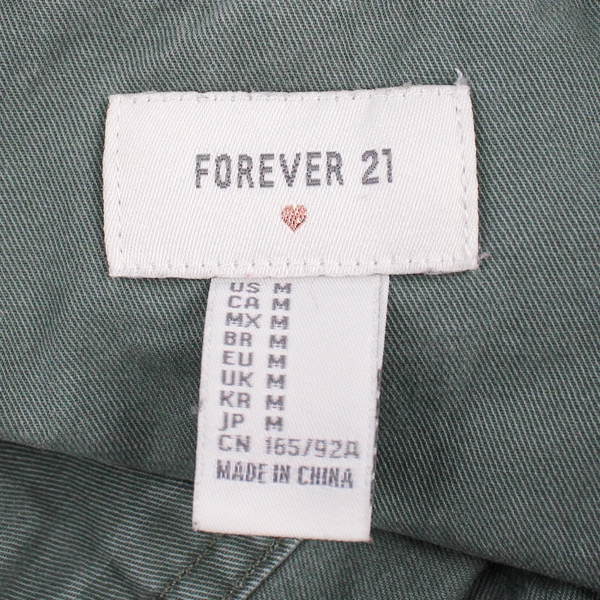 FOREVER 21
US M
CA M
MX M
BR M
EU M
UK M
KR M
JP M
CN 165/92A
MADE IN CHINA